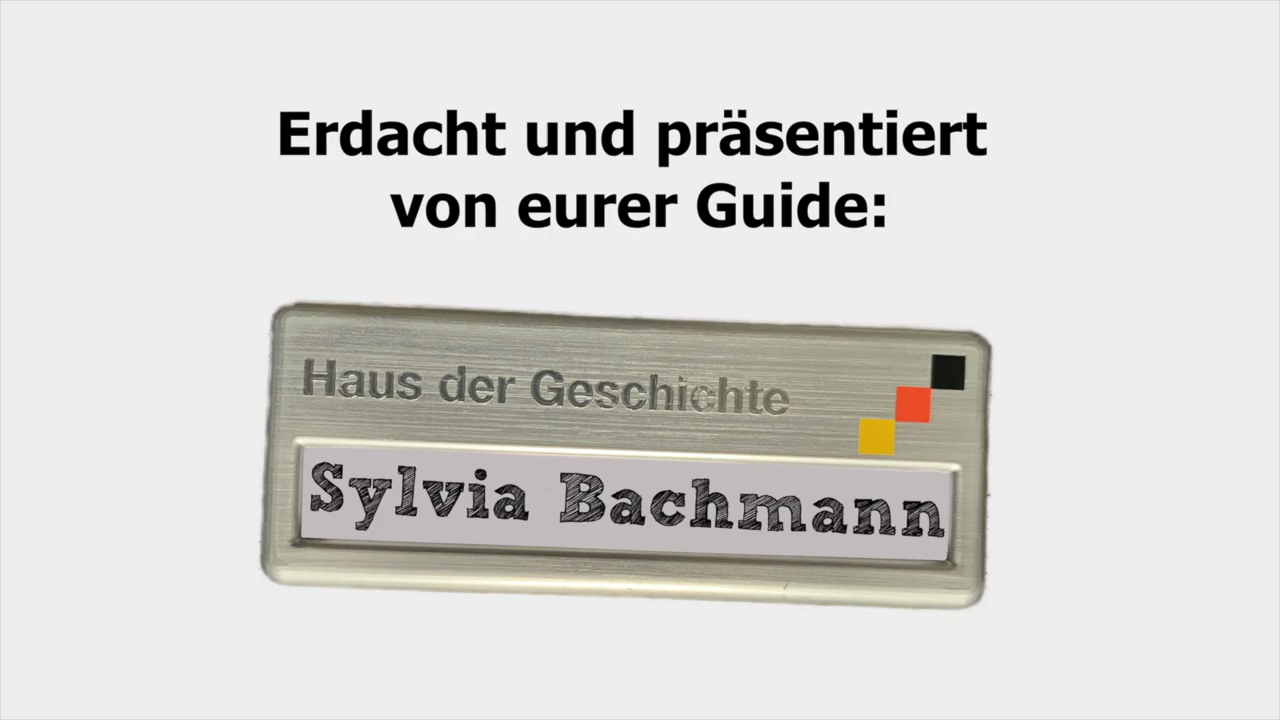 Erdacht und präsentiert
von eurer Guide:
Haus der Geschichte
Sylvia Bachmann